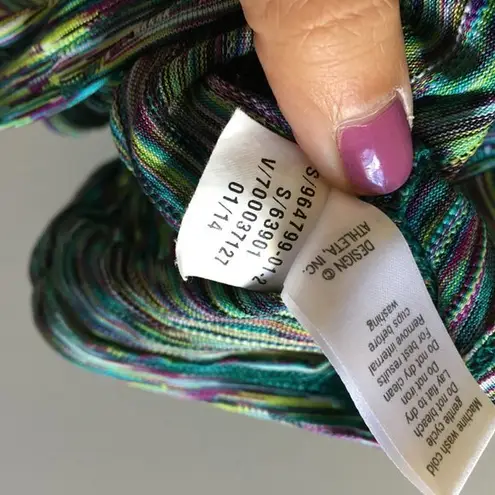 S/964799-01-2
S/63901
V/700037127
01/14
DESIGN ©
ATHLETA, INC.
Machine wash cold
gentle cycle
Do not bleach
Lay flat to dry
Do not iron
Do not dry clean
For best results
Remove internal
cups before
washing